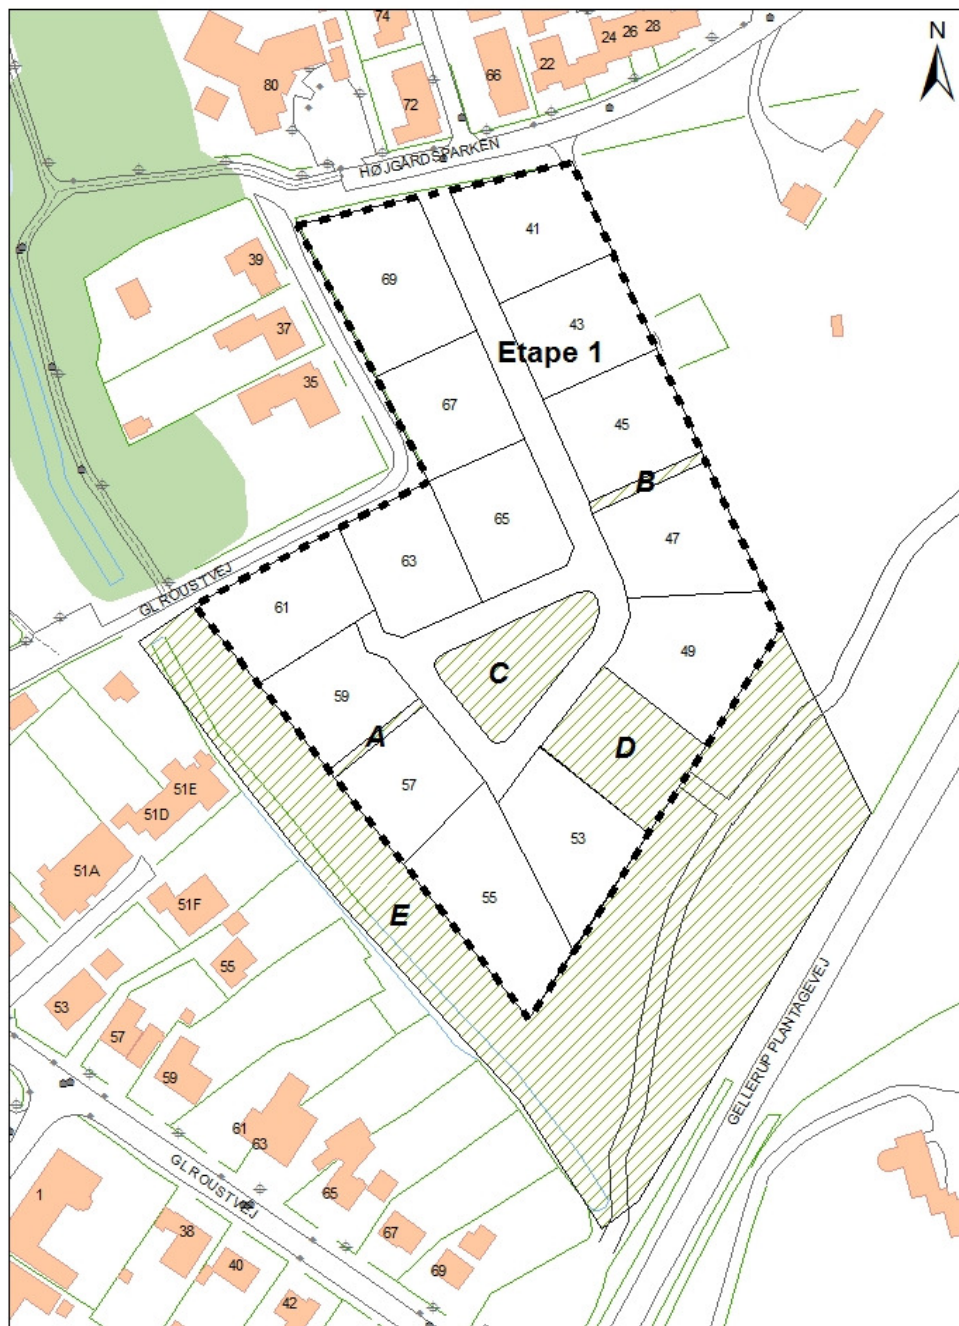 74
N
24 26 28
22
66
80
72
HØJGÅRDSPARKEN
41
39
69
43
37
Etape 1
35
67
45
B
65
47
63
GL ROUSTVEJ
61
49
C
59
A
D
57
51E
51D
53
51A
55
51F
E
55
53
57
GELLERUP PLANTAGEVEJ
59
61
63
GL ROUSTVEJ
65
1
67
38
40
69
42